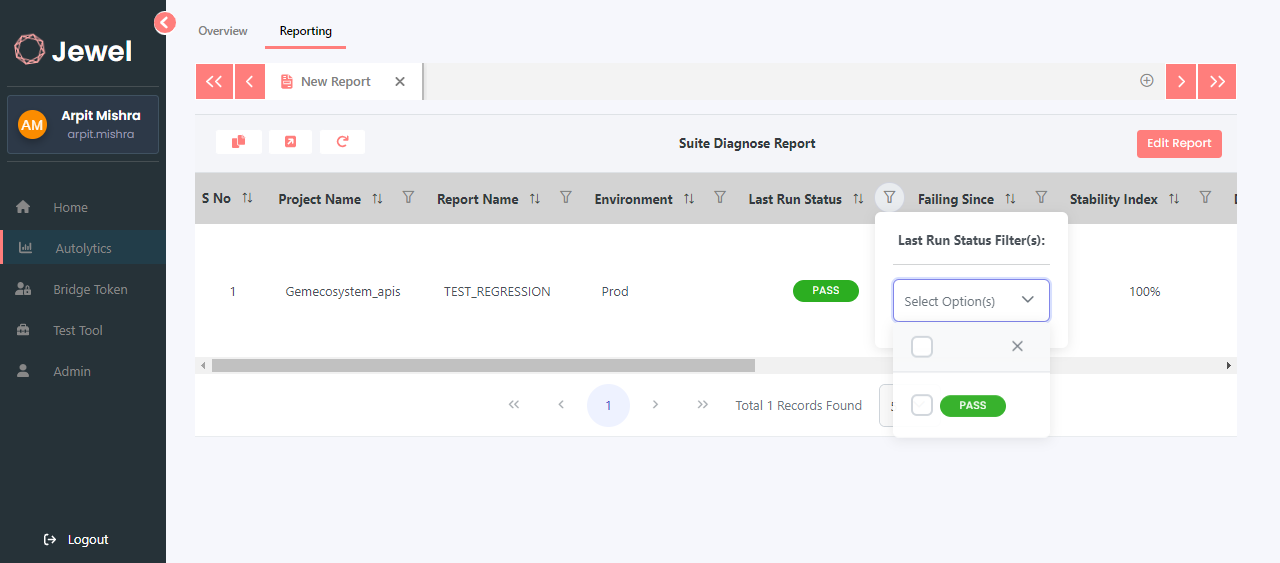 Jewel
AM
Arpit Mishra
arpit.mishra
Home
Autolytics
Bridge Token
Test Tool
Admin
Logout
Overview Reporting
New Report
Suite Diagnose Report Edit Report
S No Project Name Report Name Environment Last Run Status Failing Since Stability Index
1 Gemecosystem_apis TEST_REGRESSION Prod PASS 100%
Last Run Status Filter(s):
Select Option(s)
PASS
1 Total 1 Records Found